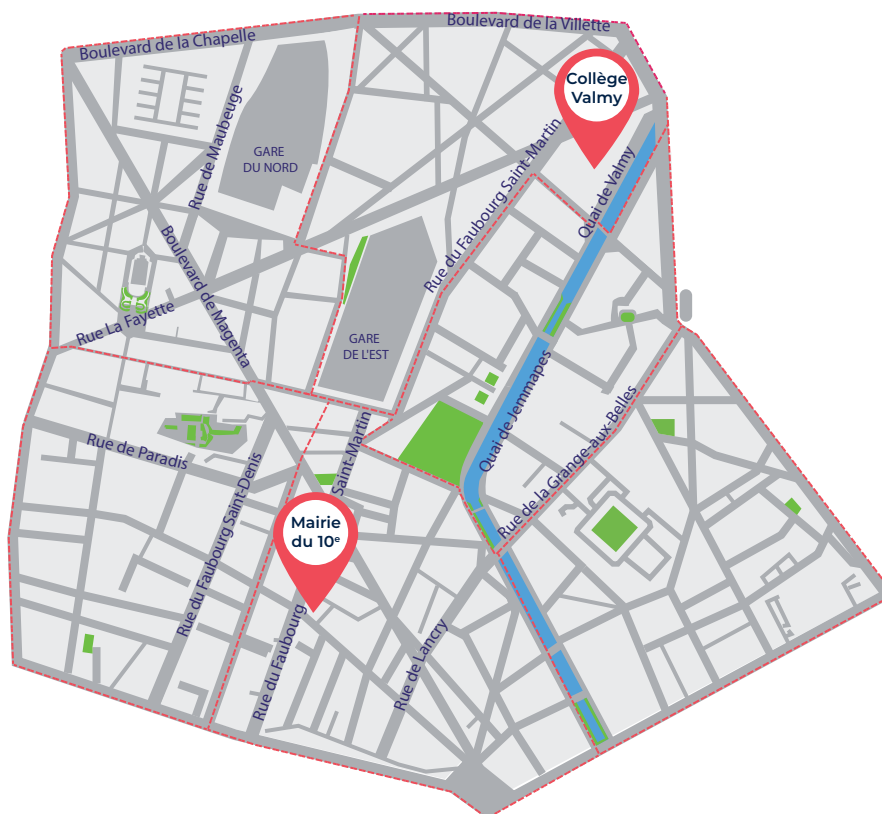 Boulevard de la Villette
Boulevard de la Chapelle
Collège
Valmy
Rue de Maubeuge
GARE
DU NORD
Rue du Faubourg Saint-Martin
Quai de Valmy
Boulevard de Magenta
Rue La Fayette
GARE
DE L'EST
Quai de Jemmapes
Rue de la Grange-aux-Belles
Rue de Paradis
Saint-Martin
Rue du Faubourg Saint-Denis
Mairie
du 10e
Rue du Faubourg
Rue de Lancry